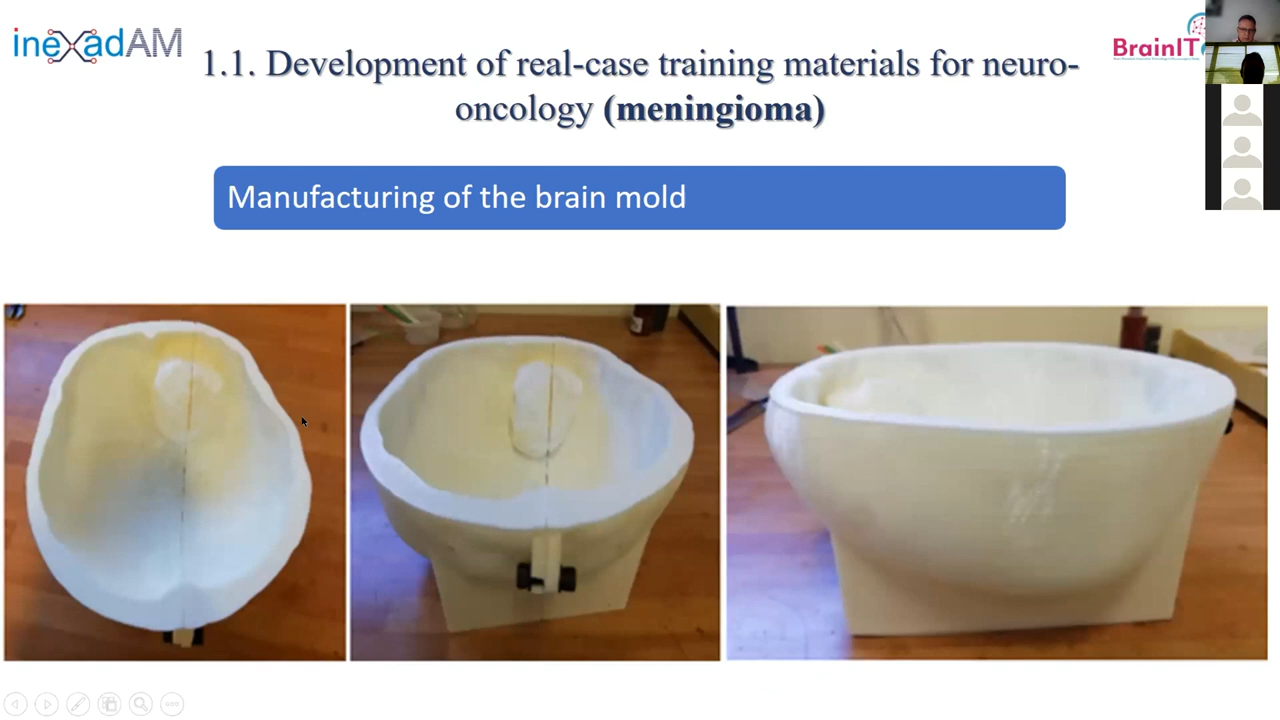 inexadAM
1.1. Development of real-case training materials for neuro-
oncology (meningioma)
BrainIT
Manufacturing of the brain mold